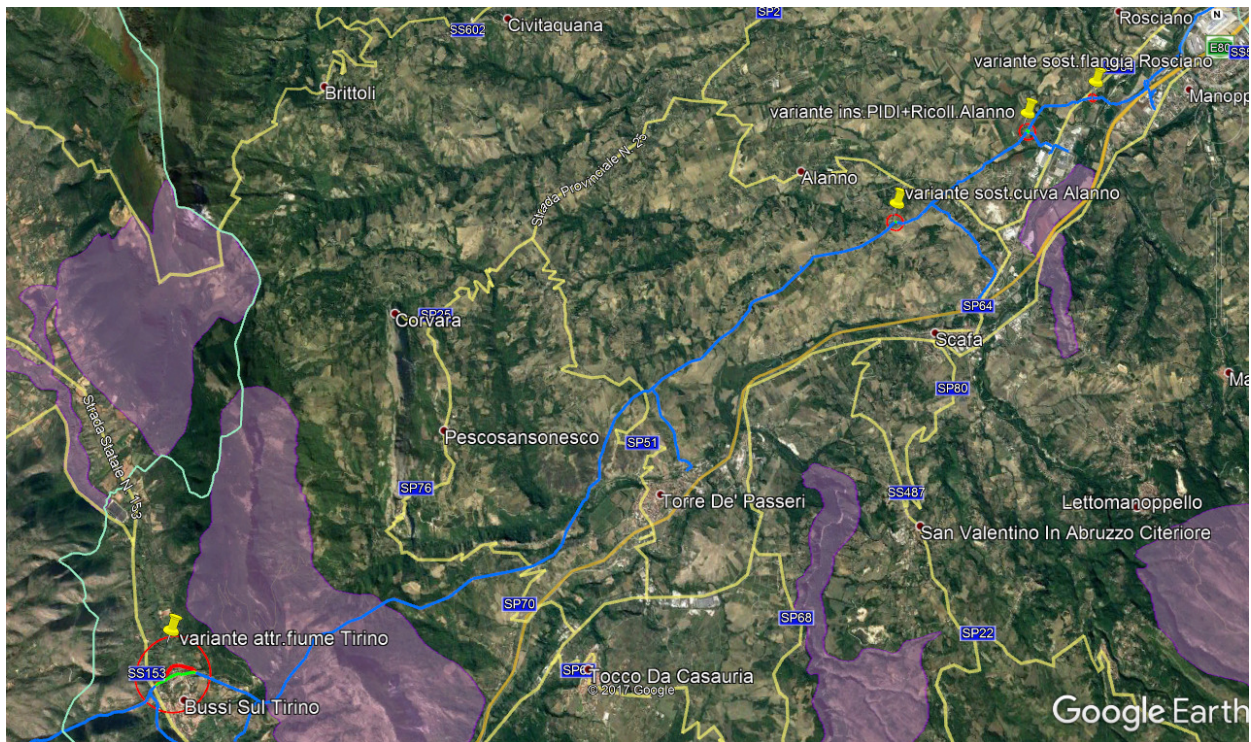 Civitaquana
SP2
Rosciano
N
SS602
E80
variante sost.flangia Rosciano
Brittoli
Manopp
variante ins.PIDI+Ricoll.Alanno
Strada Provinciale N. 25
Alanno
variante sost.curva Alanno
SP25
Corvara
SP64
Scafa
Ma
SP80
Strada Statale N. 153
Pescosansonesco
SP51
SP76
SS487
Torre De' Passeri
Lettomanoppello
San Valentino In Abruzzo Citeriore
SP70
SP68
SP22
variante attr.fiume Tirino
SS153
Tocco Da Casauria
© 2017 Google
Bussi Sul Tirino
Google Earth